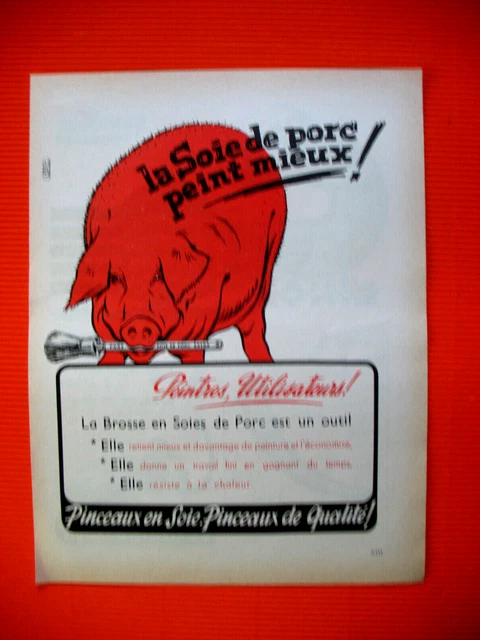 la Soie de porc
peint mieux!
Peintres, Utilisateurs!
La Brosse en Soies de Porc est un outil
* Elle retient mieux et davantage de peinture et l'économise,
* Elle donne un travail fini en gagnant du temps,
* Elle résiste à la chaleur.
Pinceaux en Soie, Pinceaux de Qualité!